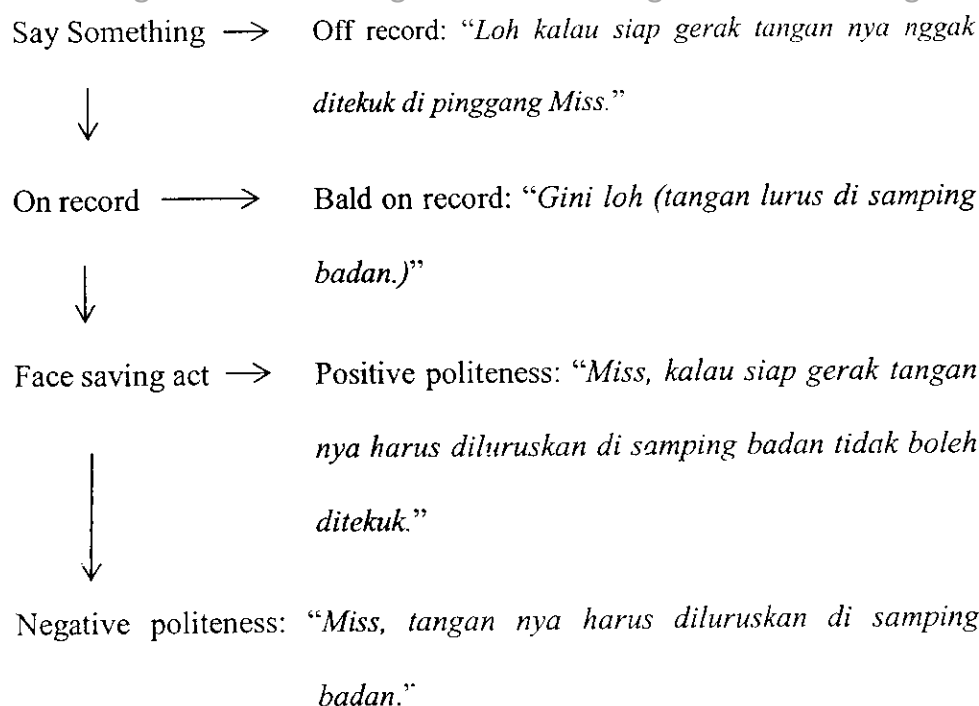 Say Something → Off record: “Loh kalau siap gerak tangan nya nggak
ditekuk di pinggang Miss.”
On record → Bald on record: “Gini loh (tangan lurus di samping
badan.)”
Face saving act → Positive politeness: “Miss, kalau siap gerak tangan
nya harus diluruskan di samping badan tidak boleh
ditekuk.”
Negative politeness: “Miss, tangan nya harus diluruskan di samping
badan.”